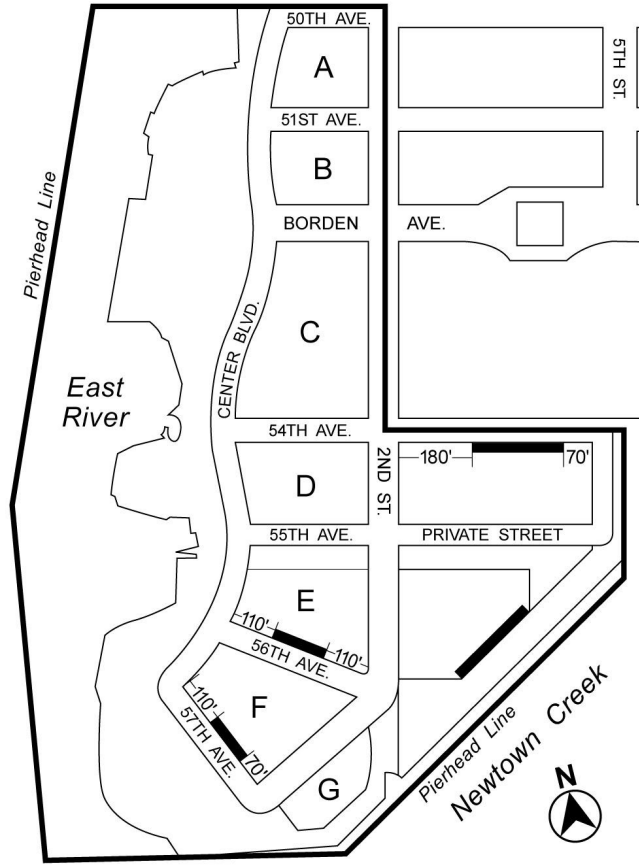 50TH AVE.
A
5TH ST.
51ST AVE.
B
Pierhead Line
BORDEN AVE.
CENTER BLVD.
C
East
River
54TH AVE.
2ND ST.
180'
70'
D
55TH AVE.
PRIVATE STREET
E
110'
110'
56TH AVE.
110'
F
57TH AVE.
70'
G
Pierhead Line
Newtown Creek
N